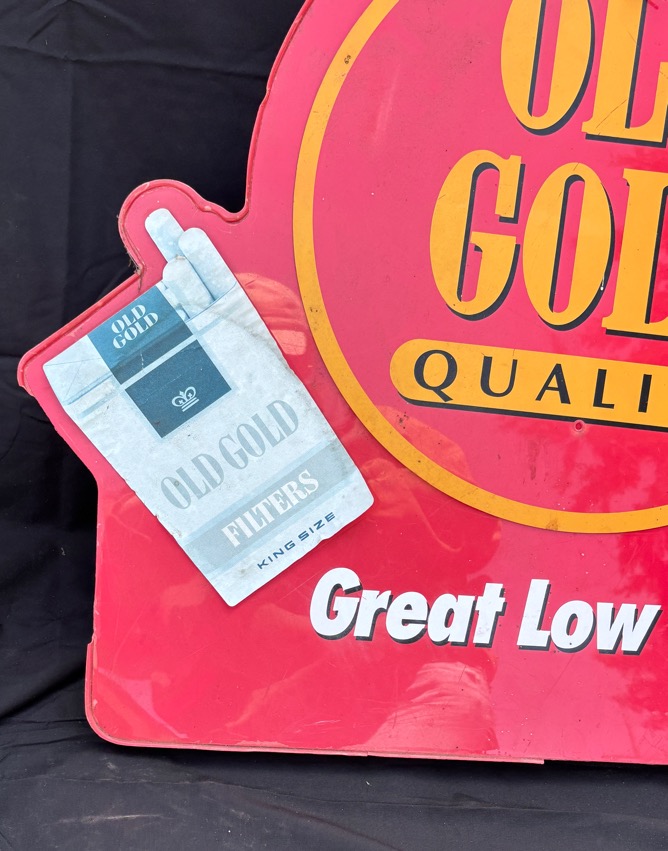 OL
GOL
QUALI
OLD
GOLD
OLD GOLD
FILTERS
KING SIZE
Great Low